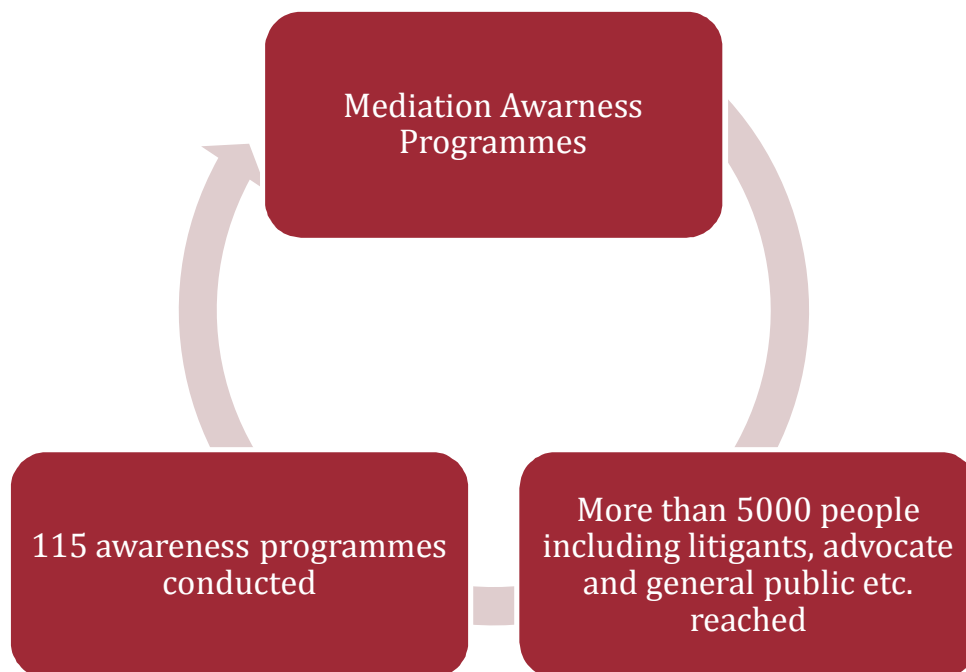 Mediation Awarness
Programmes
More than 5000 people
including litigants, advocate
and general public etc.
reached
115 awareness programmes
conducted